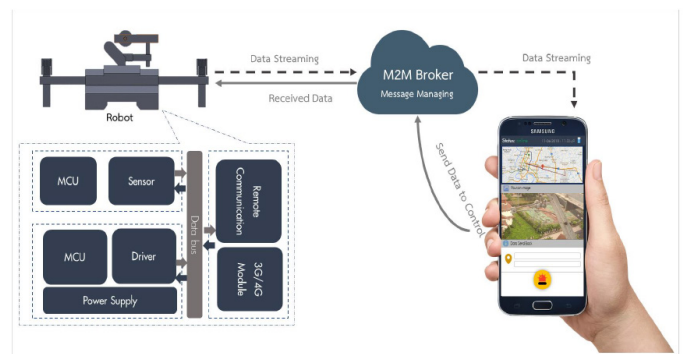 Data Streaming
Data Streaming
M2M Broker
Message Managing
Received Data
Robot
SAMSUNG
Send Data to Control
MCU
Sensor
Remote
Communication
Data bus
MCU
Driver
3G/4G
Module
Power Supply